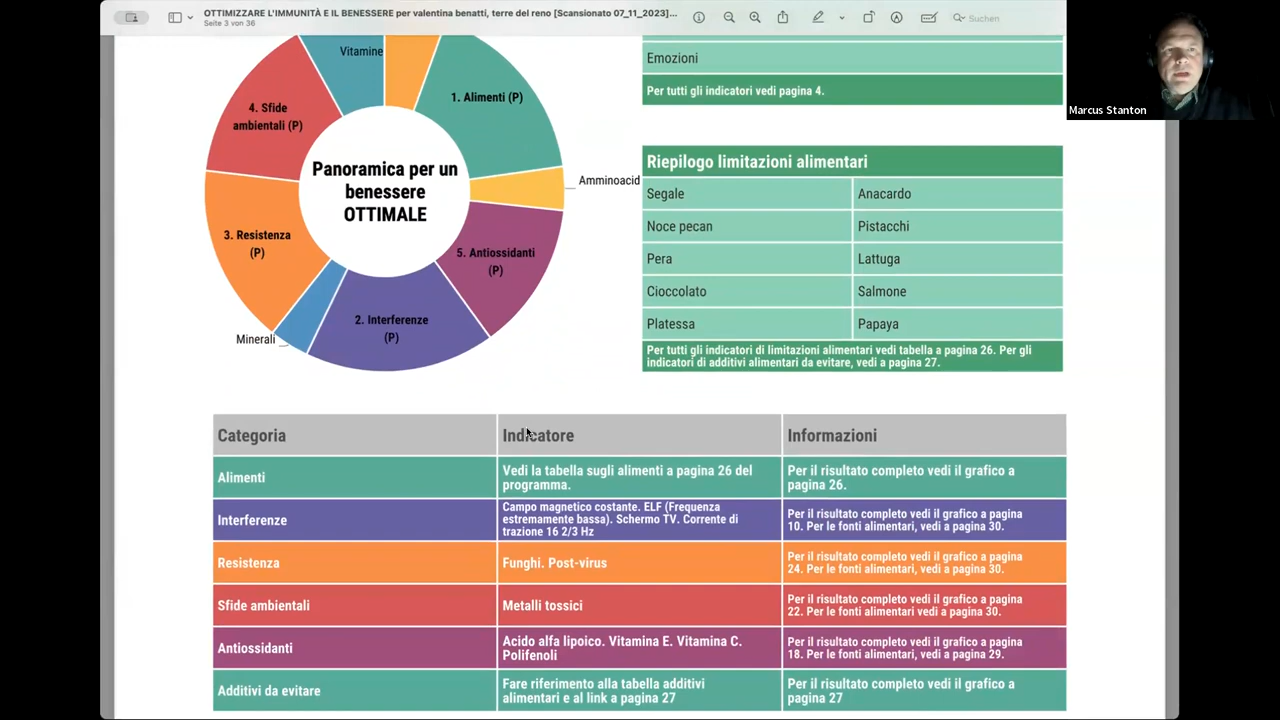 OTTIMIZZARE L'IMMUNITÀ E IL BENESSERE per valentina benatti, terre del reno [Scansionato 07_11_2023]...
Seite 3 von 36
Suchen
Marcus Stanton
Vitamine
1. Alimenti (P)
4. Sfide
ambientali (P)
Panoramica per un
benessere
OTTIMALE
Amminoacid
3. Resistenza
(P)
5. Antiossidanti
(P)
2. Interferenze
(P)
Minerali
Emozioni
Per tutti gli indicatori vedi pagina 4.
Riepilogo limitazioni alimentari
Segale Anacardo
Noce pecan Pistacchi
Pera Lattuga
Cioccolato Salmone
Platessa Papaya
Per tutti gli indicatori di limitazioni alimentari vedi tabella a pagina 26. Per gli
indicatori di additivi alimentari da evitare, vedi a pagina 27.
Categoria Indicatore Informazioni
Alimenti
Vedi la tabella sugli alimenti a pagina 26 del
programma.
Per il risultato completo vedi il grafico a
pagina 26.
Interferenze
Campo magnetico costante. ELF (Frequenza
estremamente bassa). Schermo TV. Corrente di
trazione 16 2/3 Hz
Per il risultato completo vedi il grafico a pagina
10. Per le fonti alimentari, vedi a pagina 30.
Resistenza
Funghi. Post-virus
Per il risultato completo vedi il grafico a pagina
24. Per le fonti alimentari, vedi a pagina 30.
Sfide ambientali
Metalli tossici
Per il risultato completo vedi il grafico a pagina
22. Per le fonti alimentari vedi a pagina 30.
Antiossidanti
Acido alfa lipoico. Vitamina E. Vitamina C.
Polifenoli
Per il risultato completo vedi il grafico a pagina
18. Per le fonti alimentari, vedi a pagina 29.
Additivi da evitare
Fare riferimento alla tabella additivi
alimentari e al link a pagina 27
Per il risultato completo vedi il grafico a
pagina 27